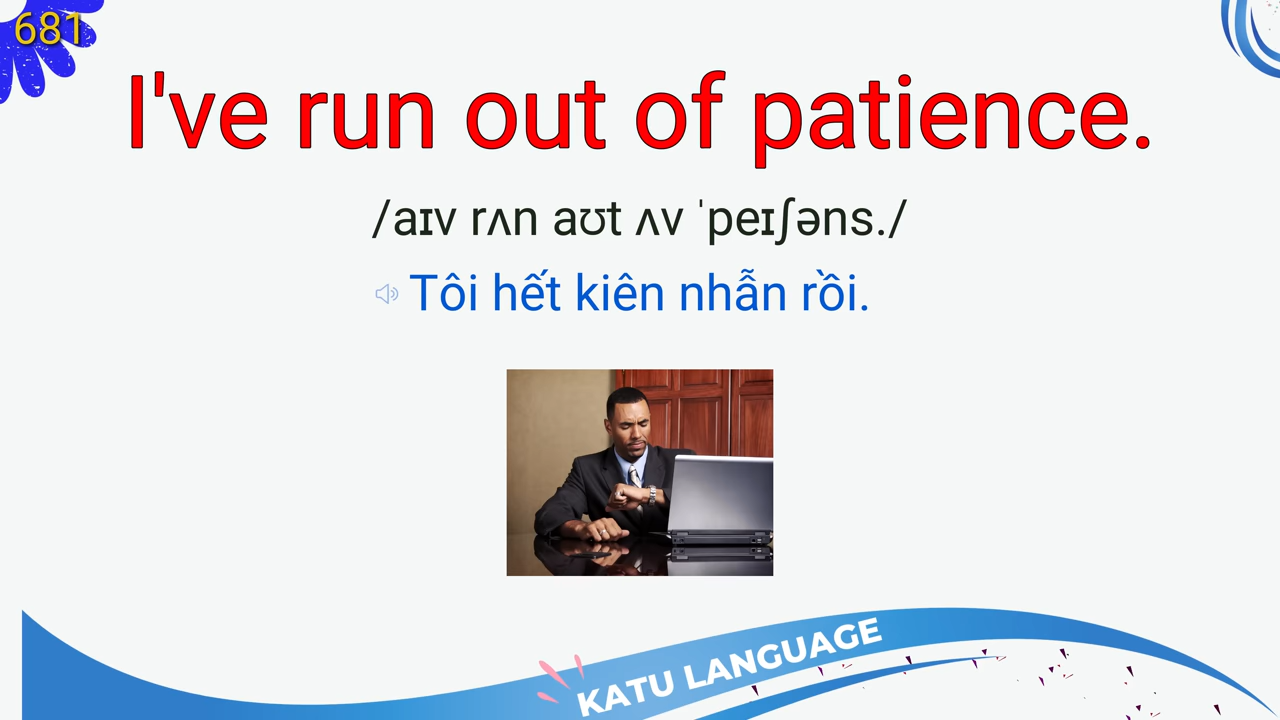 681
I've run out of patience.
/aɪv rʌn aʊt ʌv ˈpeɪʃəns./
Tôi hết kiên nhẫn rồi.
KATU LANGUAGE